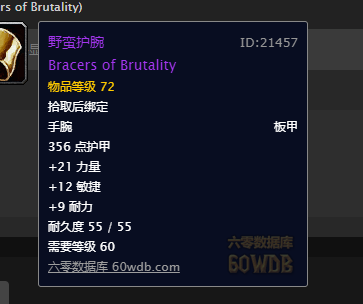 rs of Brutality)
野蛮护腕 ID:21457
Bracers of Brutality
物品等级 72
拾取后绑定
手腕 板甲
356 点护甲
+21 力量
+12 敏捷
+9 耐力
耐久度 55 / 55
需要等级 60
六零数据库 60wdb.com
六零数据库
60WDB